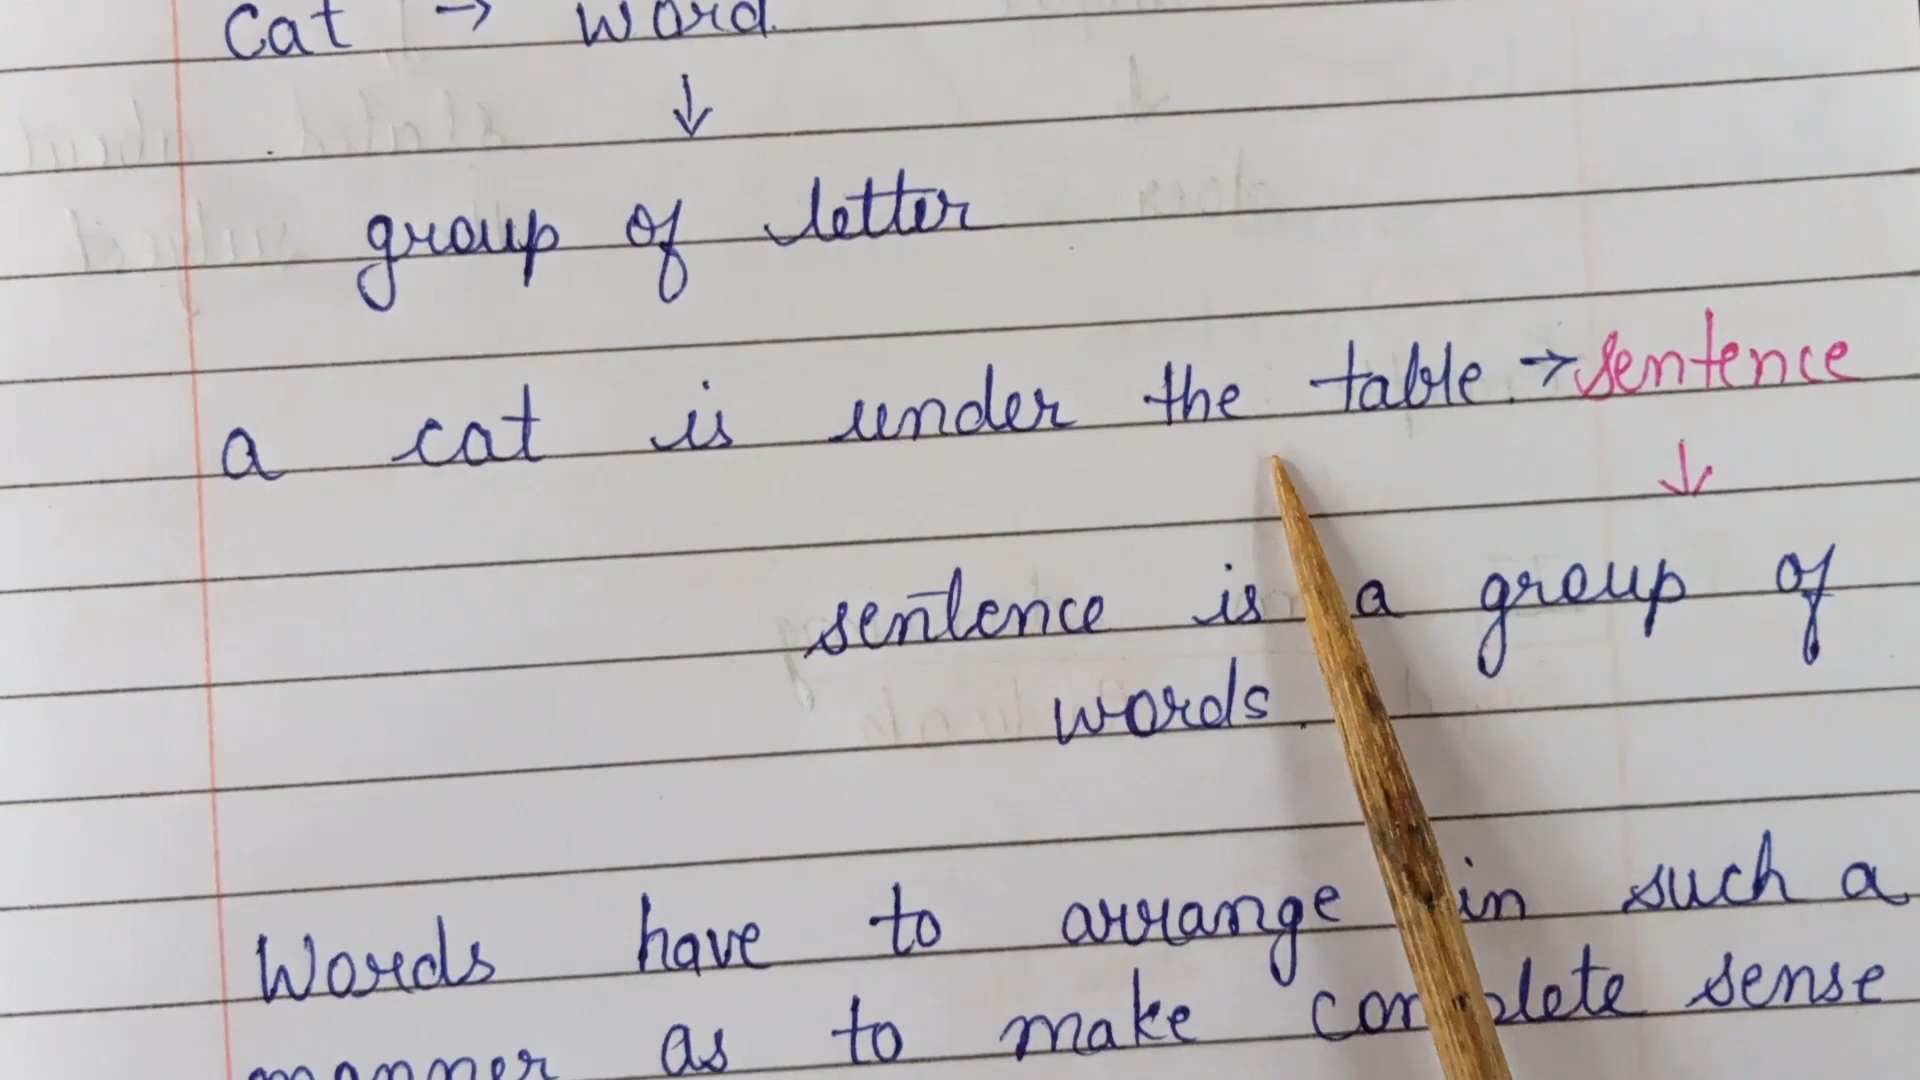 Cat → word
↓
group of letter
a cat is under the table. → sentence
↓
sentence is a group of
words.
Words have to arrange in such a
manner as to make complete sense